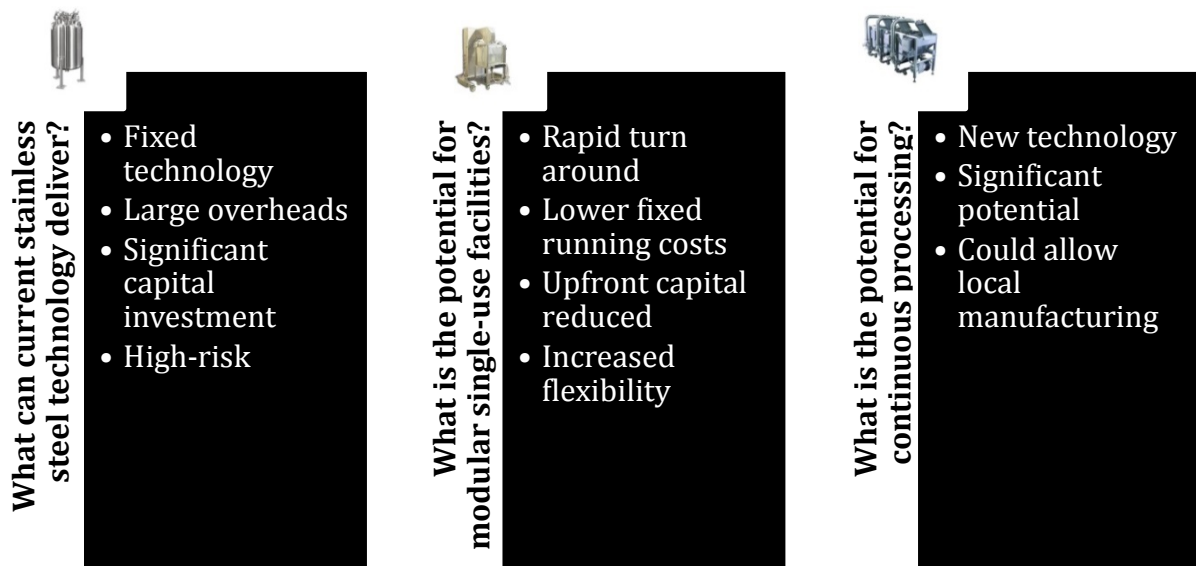 What can current stainless
steel technology deliver?
• Fixed
technology
• Large overheads
• Significant
capital
investment
• High-risk
What is the potential for
modular single-use facilities?
• Rapid turn
around
• Lower fixed
running costs
• Upfront capital
reduced
• Increased
flexibility
What is the potential for
continuous processing?
• New technology
• Significant
potential
• Could allow
local
manufacturing